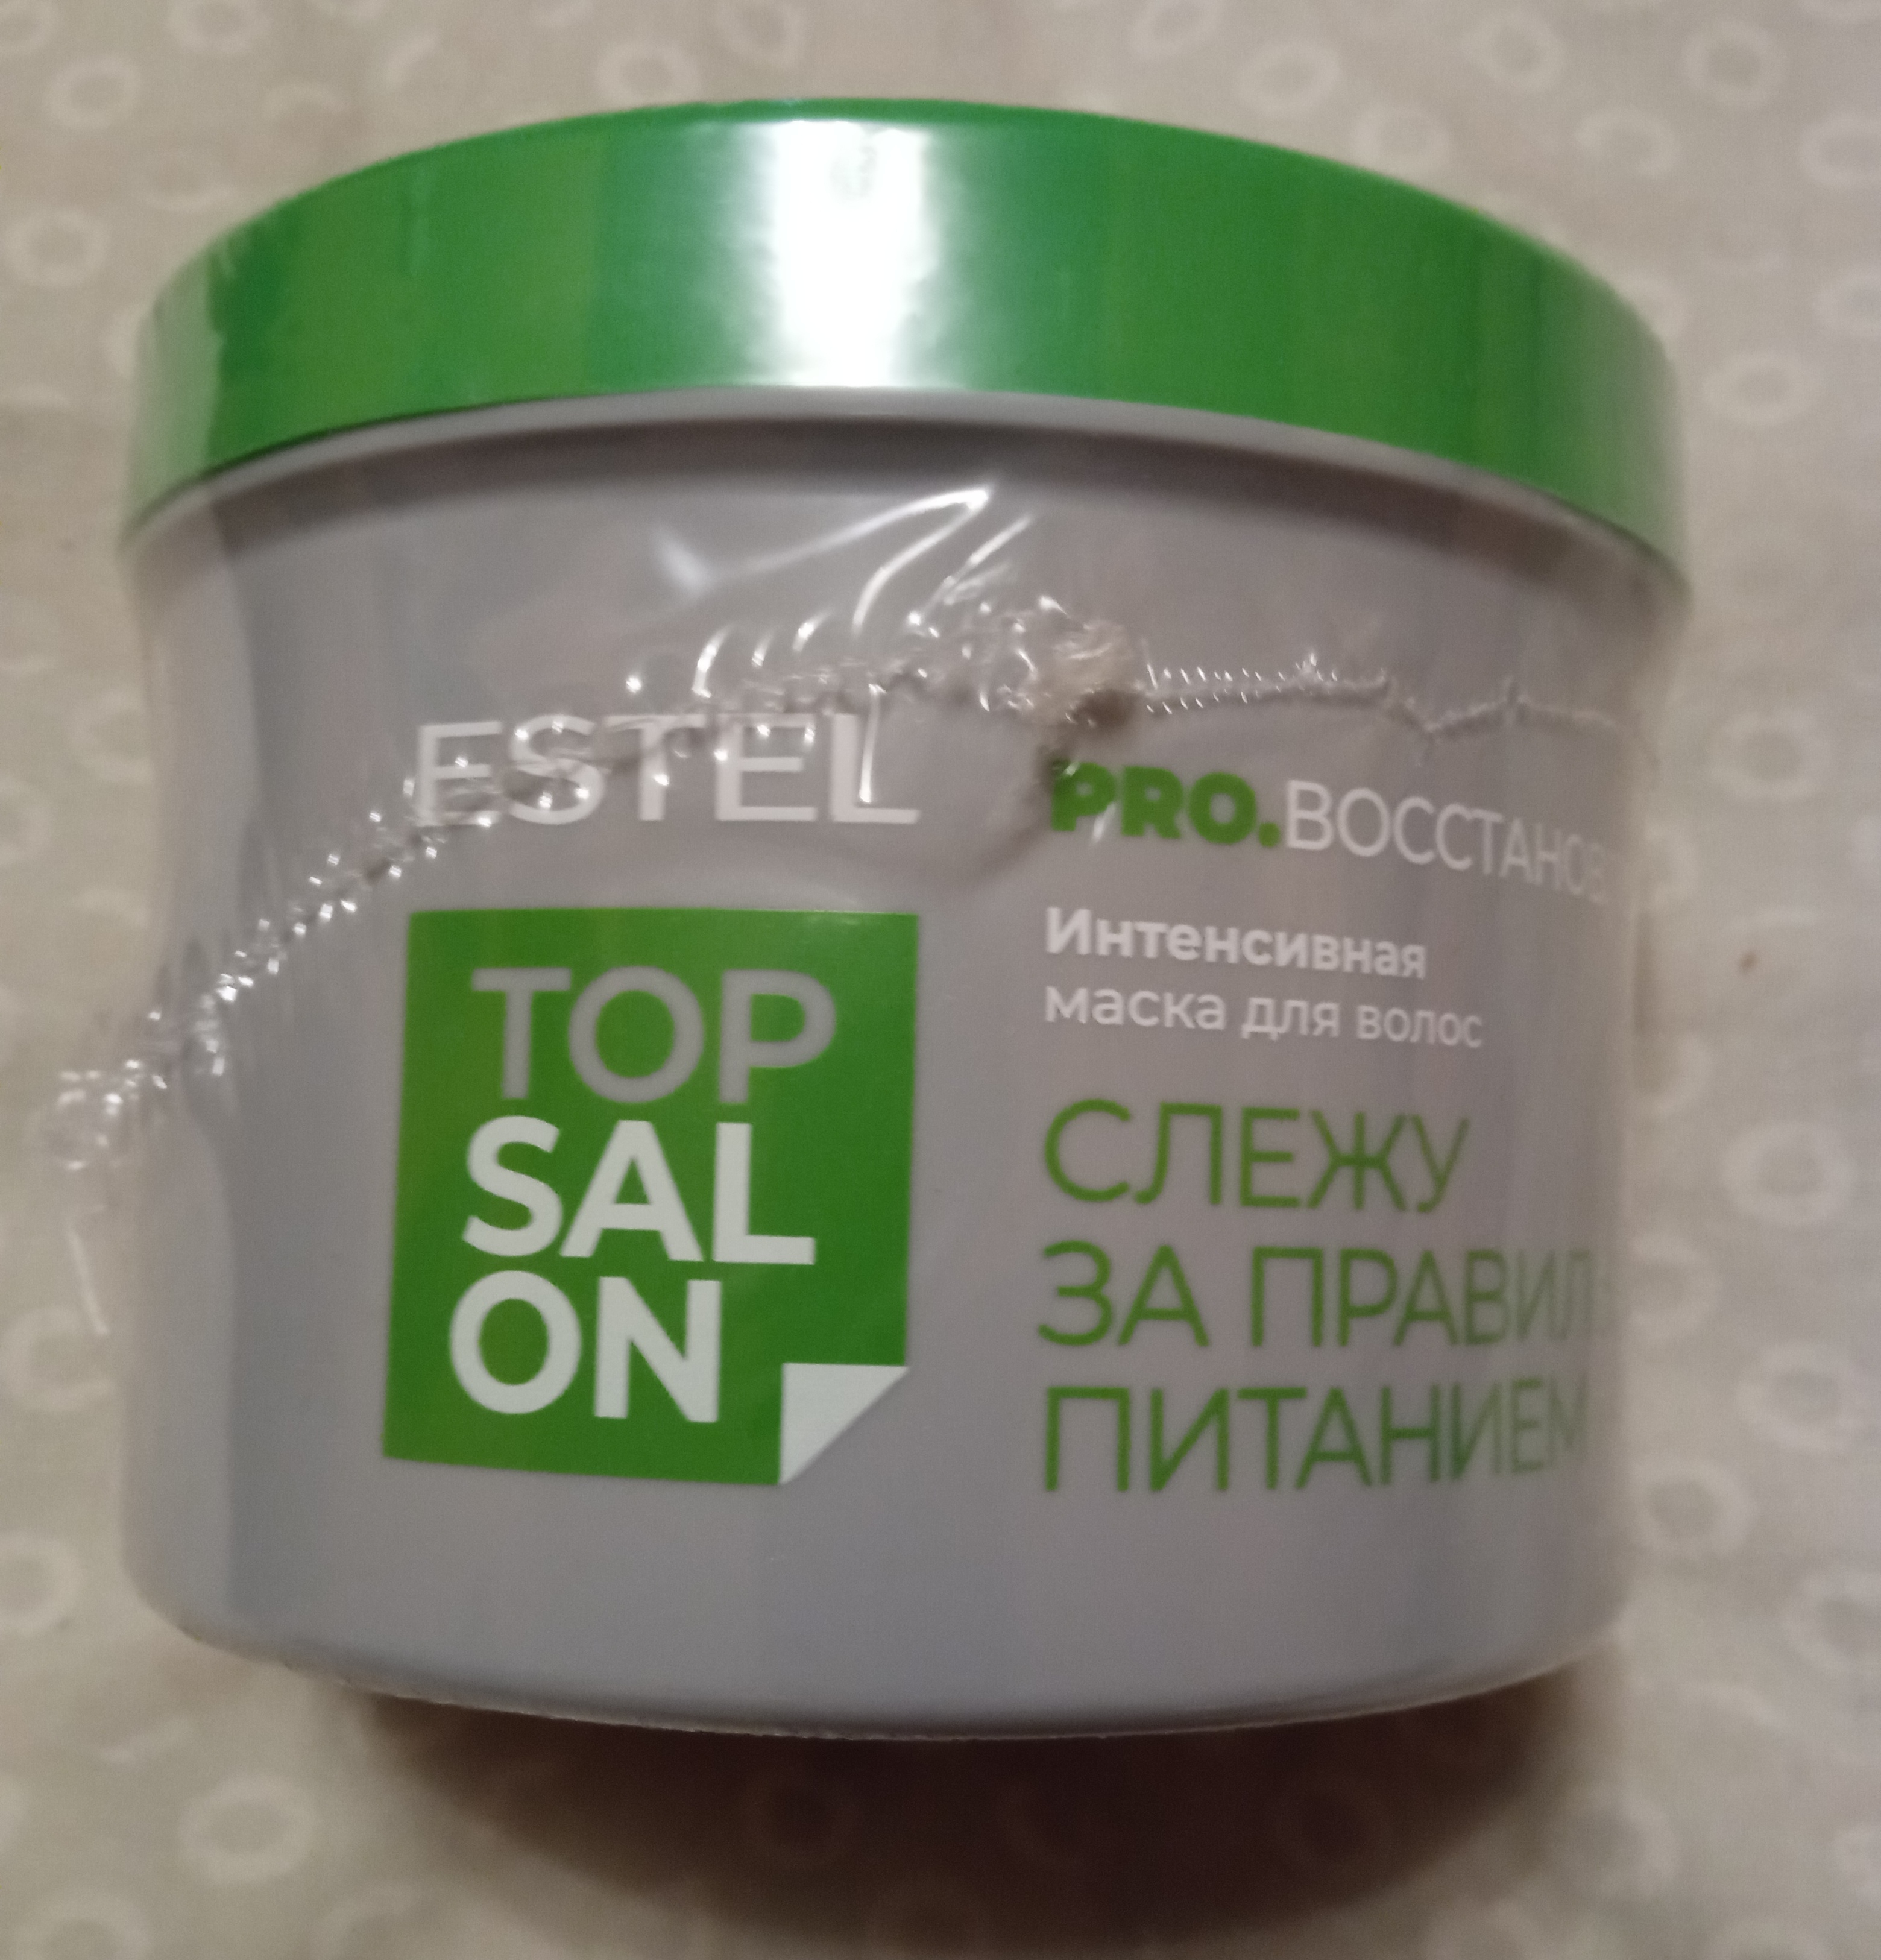 ESTEL
TOP
SAL
ON
PRO.ВОССТАНОВ
Интенсивная
маска для волос
СЛЕЖУ
ЗА ПРАВИЛ
ПИТАНИЕМ